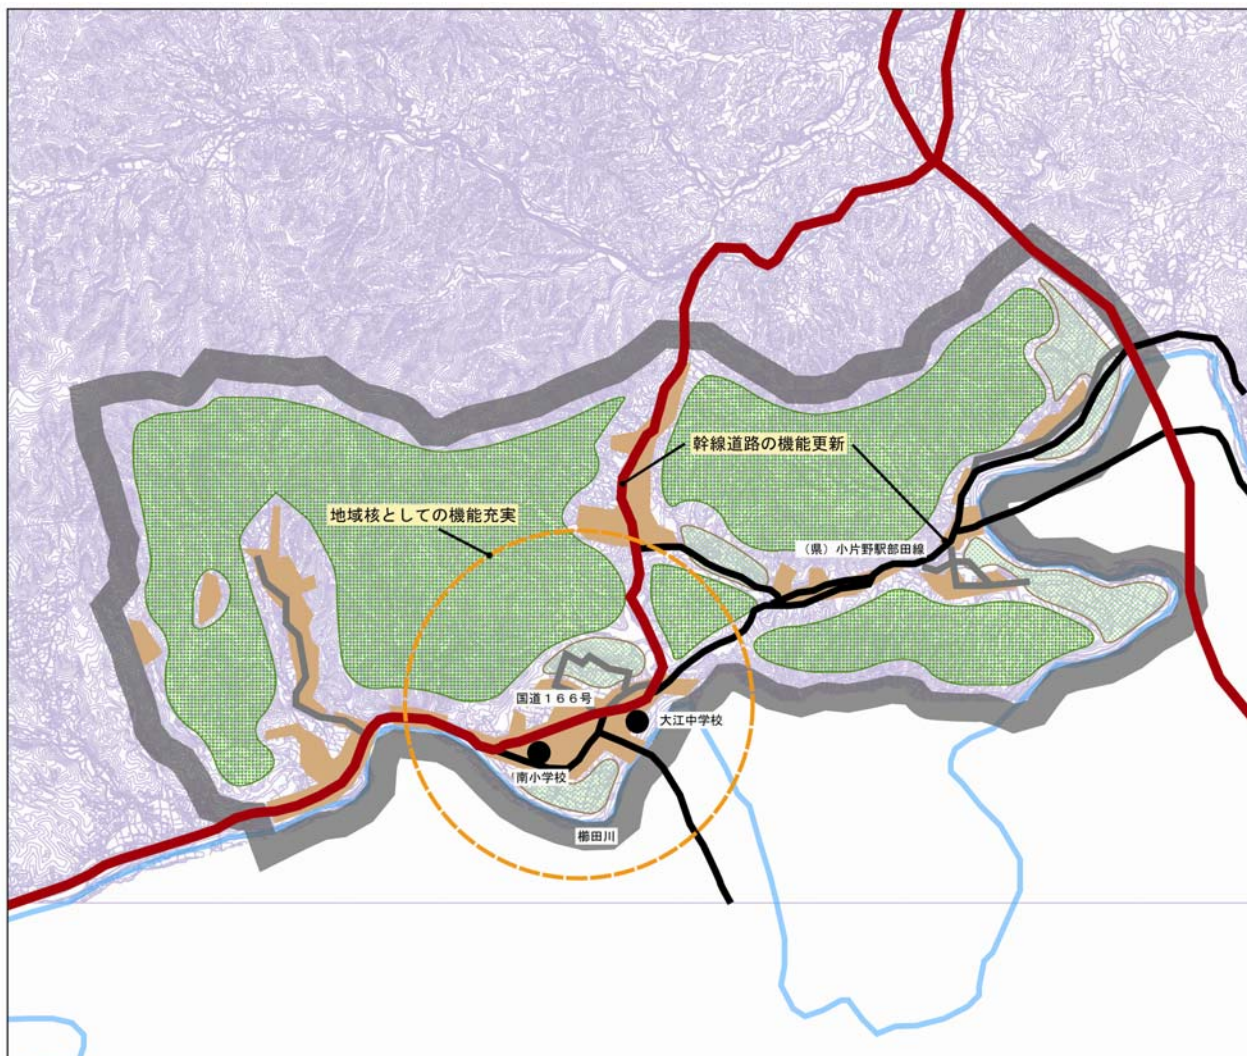 幹線道路の機能更新
地域核としての機能充実
（県）小片野駅部田線
国道１６６号
大江中学校
南小学校
櫛田川